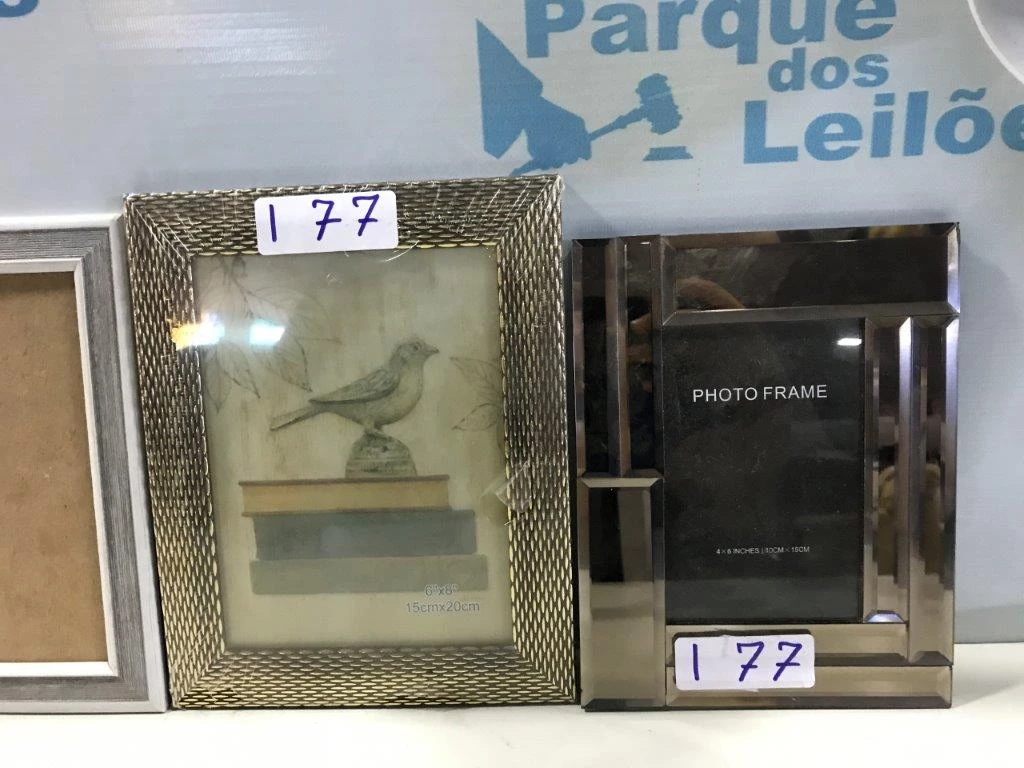 Parque
dos
Leilõe
177
6"x8"
15cmx20cm
PHOTO FRAME
4×6 INCHES | 10CM×15CM
177